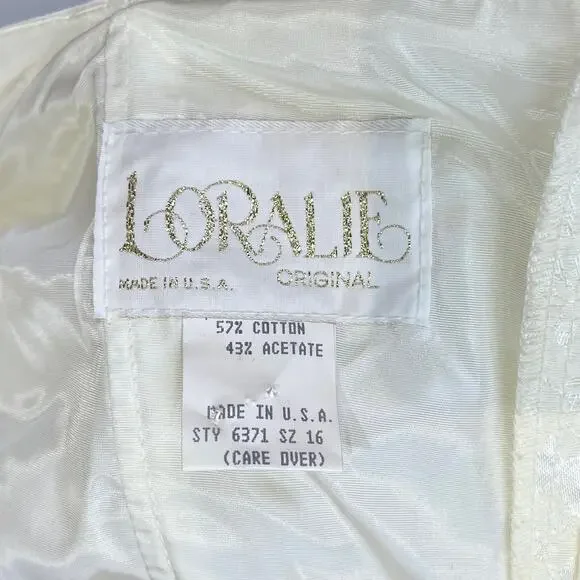 LORALIE
MADE IN U.S.A. ORIGINAL
57% COTTON
43% ACETATE
MADE IN U.S.A.
STY 6371 SZ 16
(CARE OVER)